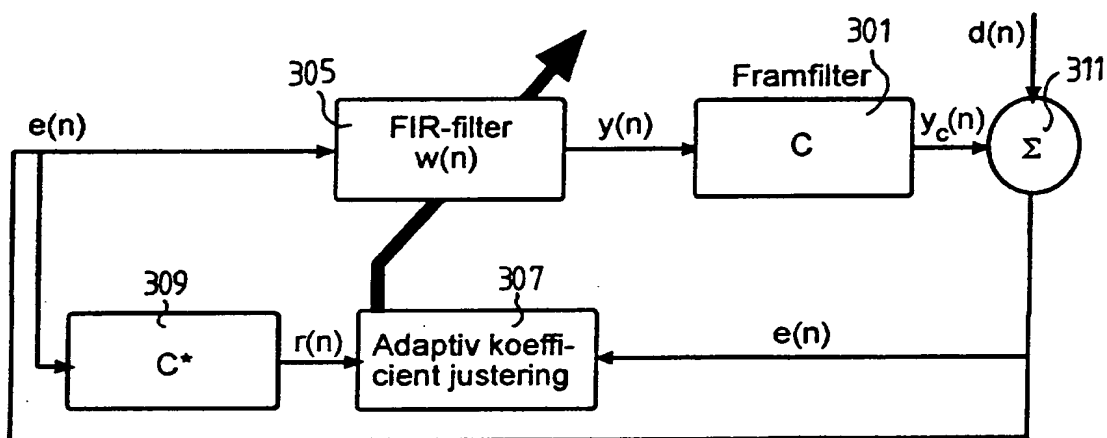 301
d(n)
305
Framfilter
311
e(n)
FIR-filter
w(n)
y(n)
C
y_c(n)
Σ
309
307
C*
r(n)
Adaptiv koeffi-
cient justering
e(n)